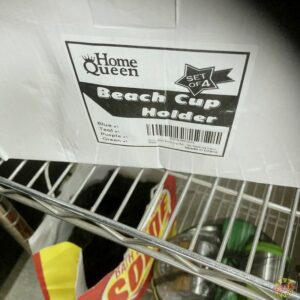 Home
Queen
SET
OF 4
Beach Cup
Holder
Blue x1
Teal x1
Purple x1
Green x1